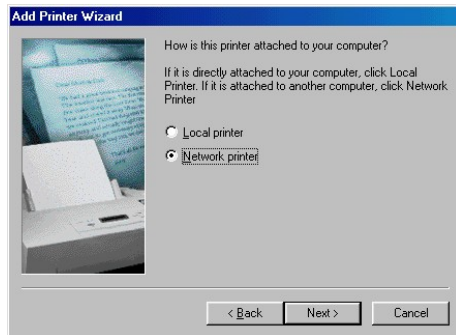 Add Printer Wizard
How is this printer attached to your computer?
If it is directly attached to your computer, click Local
Printer. If it is attached to another computer, click Network
Printer
Local printer
Network printer
< Back
Next >
Cancel